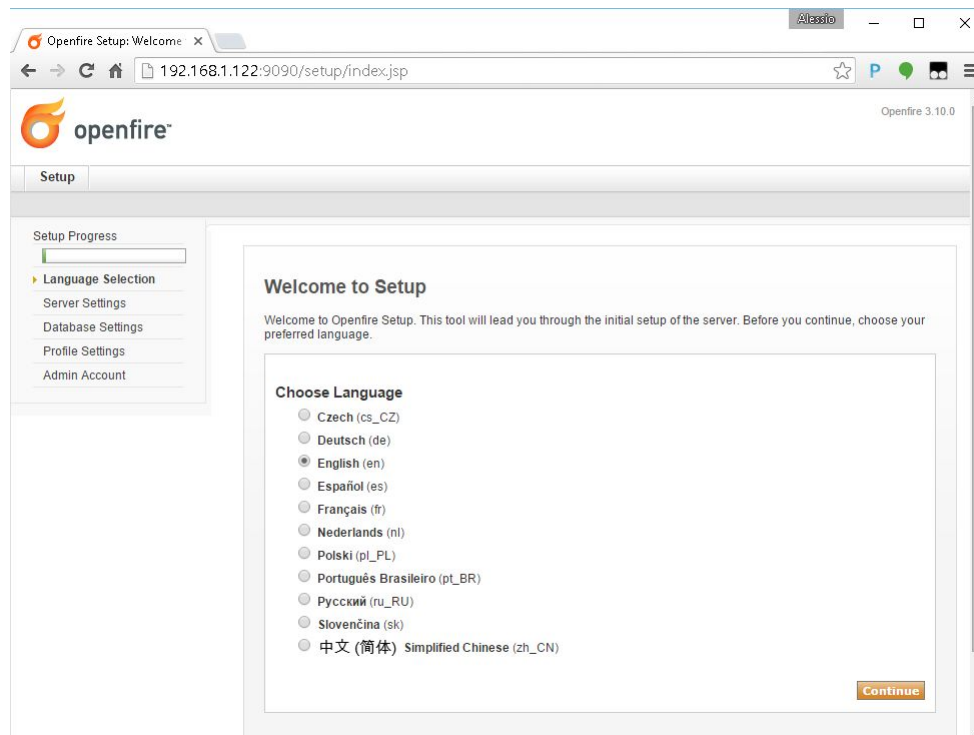 Alessio
Openfire Setup: Welcome
192.168.1.122:9090/setup/index.jsp
P
openfire™
Openfire 3.10.0
Setup
Setup Progress
Language Selection
Server Settings
Database Settings
Profile Settings
Admin Account
Welcome to Setup
Welcome to Openfire Setup. This tool will lead you through the initial setup of the server. Before you continue, choose your
preferred language.
Choose Language
Czech (cs_CZ)
Deutsch (de)
English (en)
Español (es)
Français (fr)
Nederlands (nl)
Polski (pl_PL)
Português Brasileiro (pt_BR)
Русский (ru_RU)
Slovenčina (sk)
中文 (简体) Simplified Chinese (zh_CN)
Continue